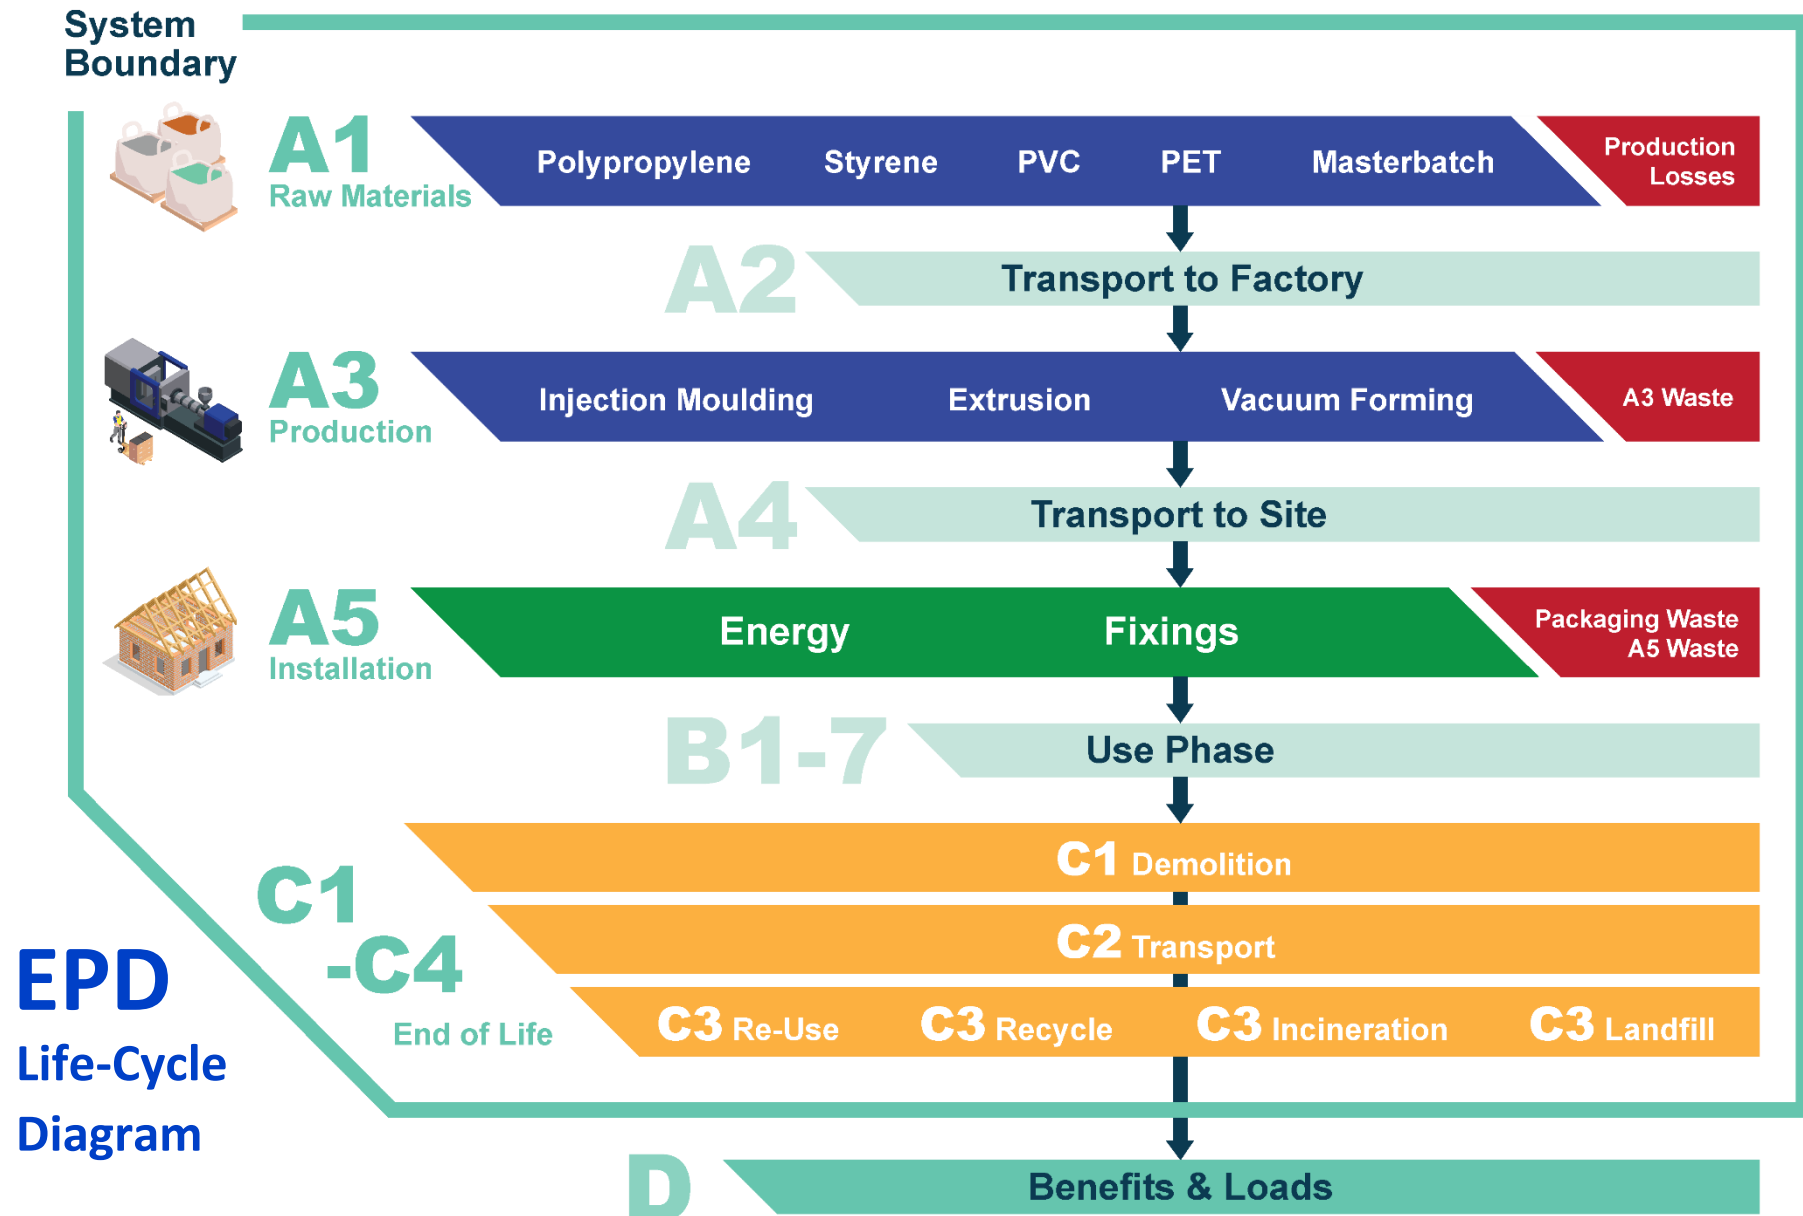 System
Boundary
A1
Raw Materials
Polypropylene Styrene PVC PET Masterbatch
Production
Losses
A2
Transport to Factory
A3
Production
Injection Moulding Extrusion Vacuum Forming
A3 Waste
A4
Transport to Site
A5
Installation
Energy Fixings
Packaging Waste
A5 Waste
B1-7
Use Phase
C1
-C4
End of Life
C1 Demolition
C2 Transport
C3 Re-Use C3 Recycle C3 Incineration C3 Landfill
EPD
Life-Cycle
Diagram
D
Benefits & Loads